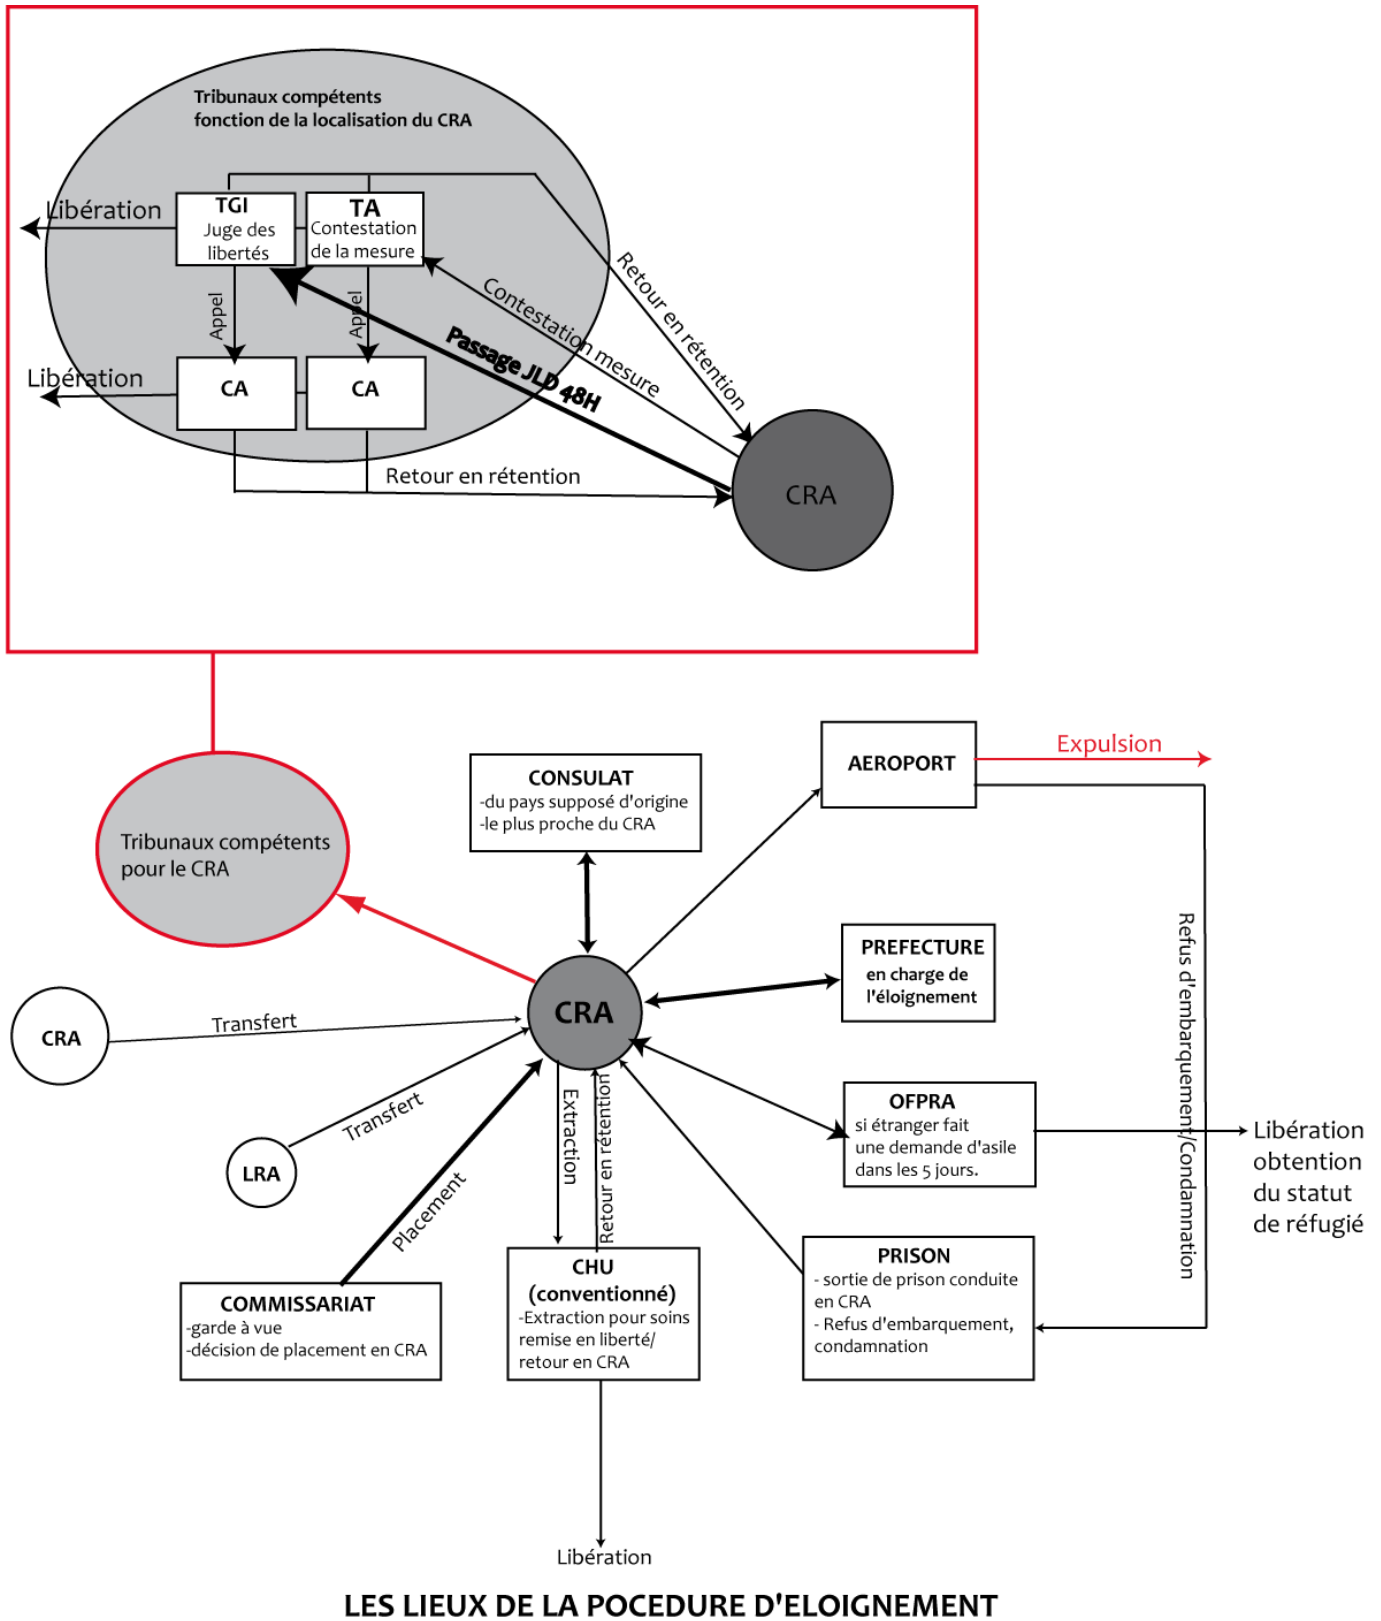 Tribunaux compétents
fonction de la localisation du CRA
Libération
TGI
Juge des
libertés
TA
Contestation
de la mesure
Appel
Appel
Contestation mesure
Retour en rétention
Passage JLD 48H
Libération
CA
CA
Retour en rétention
CRA
Tribunaux compétents
pour le CRA
CONSULAT
-du pays supposé d'origine
-le plus proche du CRA
AEROPORT
Expulsion
PREFECTURE
en charge de
l'éloignement
CRA
CRA
Transfert
LRA
Transfert
Placement
Extraction
Retour en rétention
OFPRA
si étranger fait
une demande d'asile
dans les 5 jours.
Refus d'embarquement/Condamnation
Libération
obtention
du statut
de réfugié
COMMISSARIAT
-garde à vue
-décision de placement en CRA
CHU
(conventionné)
-Extraction pour soins
remise en liberté/
retour en CRA
PRISON
- sortie de prison conduite
en CRA
- Refus d'embarquement,
condamnation
Libération
LES LIEUX DE LA POCEDURE D'ELOIGNEMENT